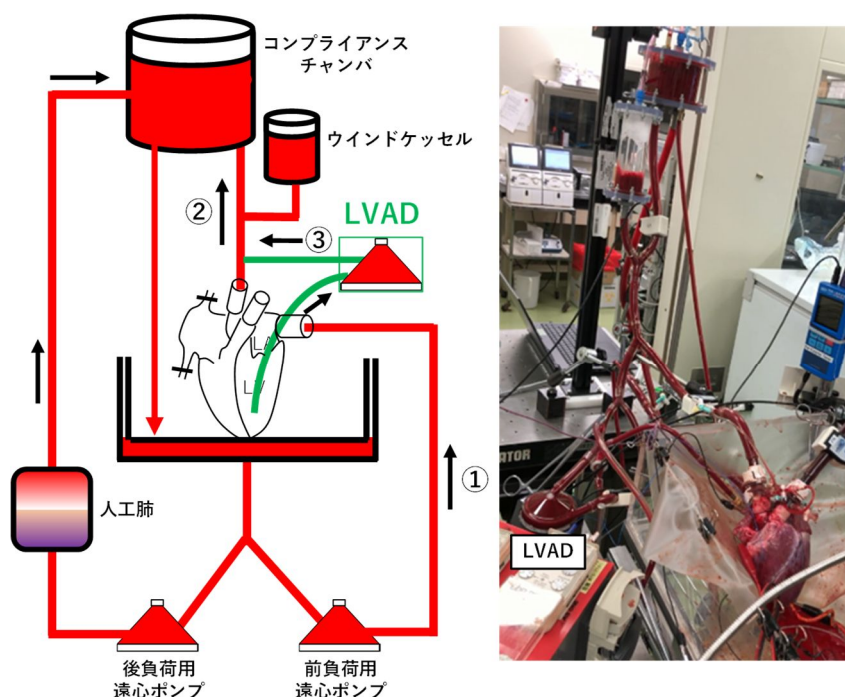 コンプライアンス
チャンバ
ウインドケッセル
LVAD
②
③
LA
LV
①
人工肺
後負荷用
遠心ポンプ
前負荷用
遠心ポンプ
LVAD
ATOR